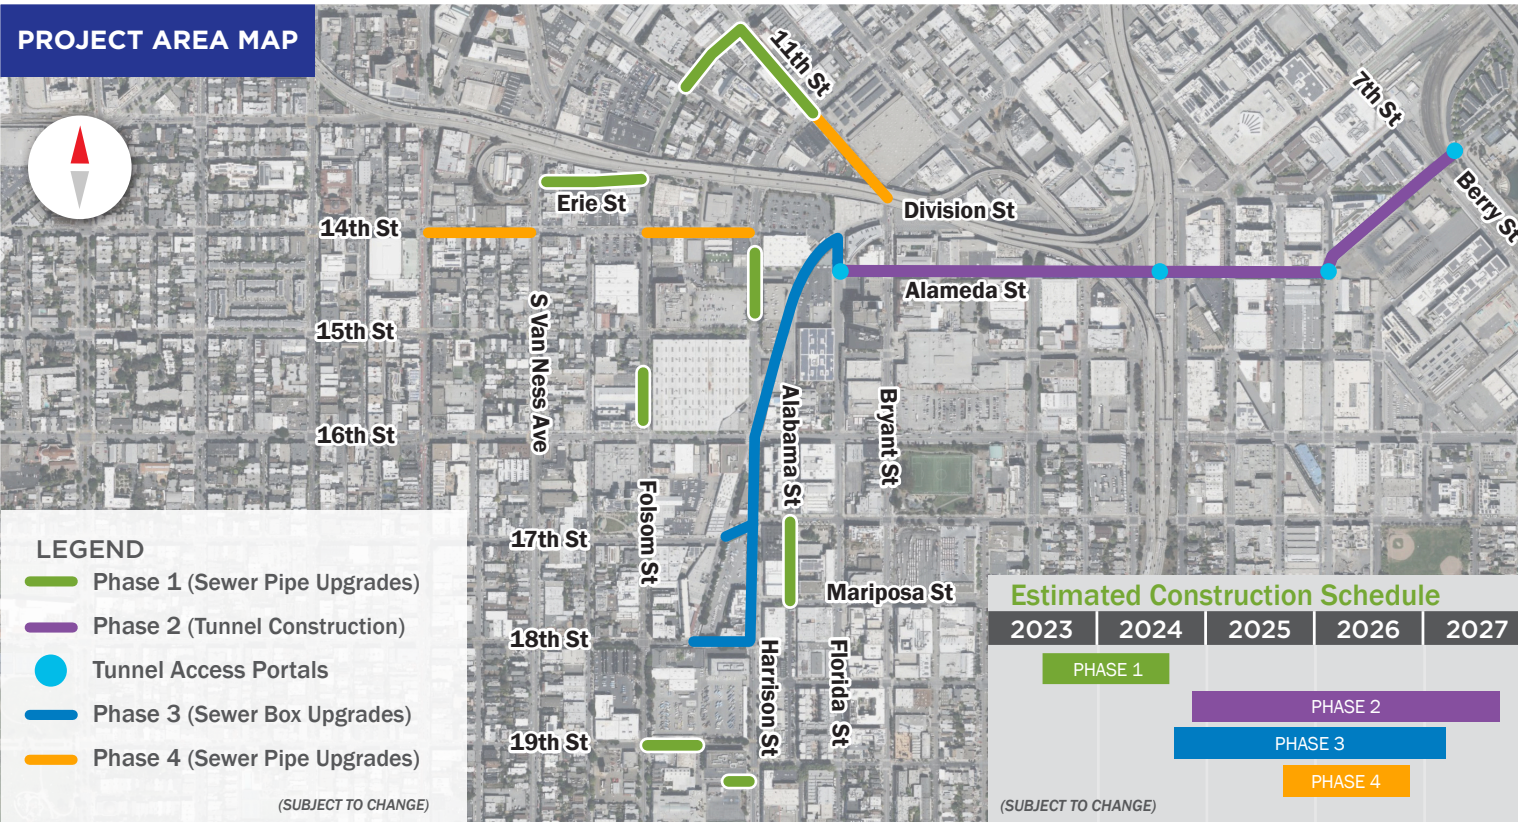 PROJECT AREA MAP
11th St
7th St
Berry St
Erie St
Division St
14th St
Alameda St
15th St
S Van Ness Ave
Alabama St
Bryant St
16th St
Folsom St
17th St
Mariposa St
18th St
Harrison St
Florida St
19th St
LEGEND
Phase 1 (Sewer Pipe Upgrades)
Phase 2 (Tunnel Construction)
Tunnel Access Portals
Phase 3 (Sewer Box Upgrades)
Phase 4 (Sewer Pipe Upgrades)
(SUBJECT TO CHANGE)
Estimated Construction Schedule
2023 2024 2025 2026 2027
PHASE 1
PHASE 2
PHASE 3
PHASE 4
(SUBJECT TO CHANGE)